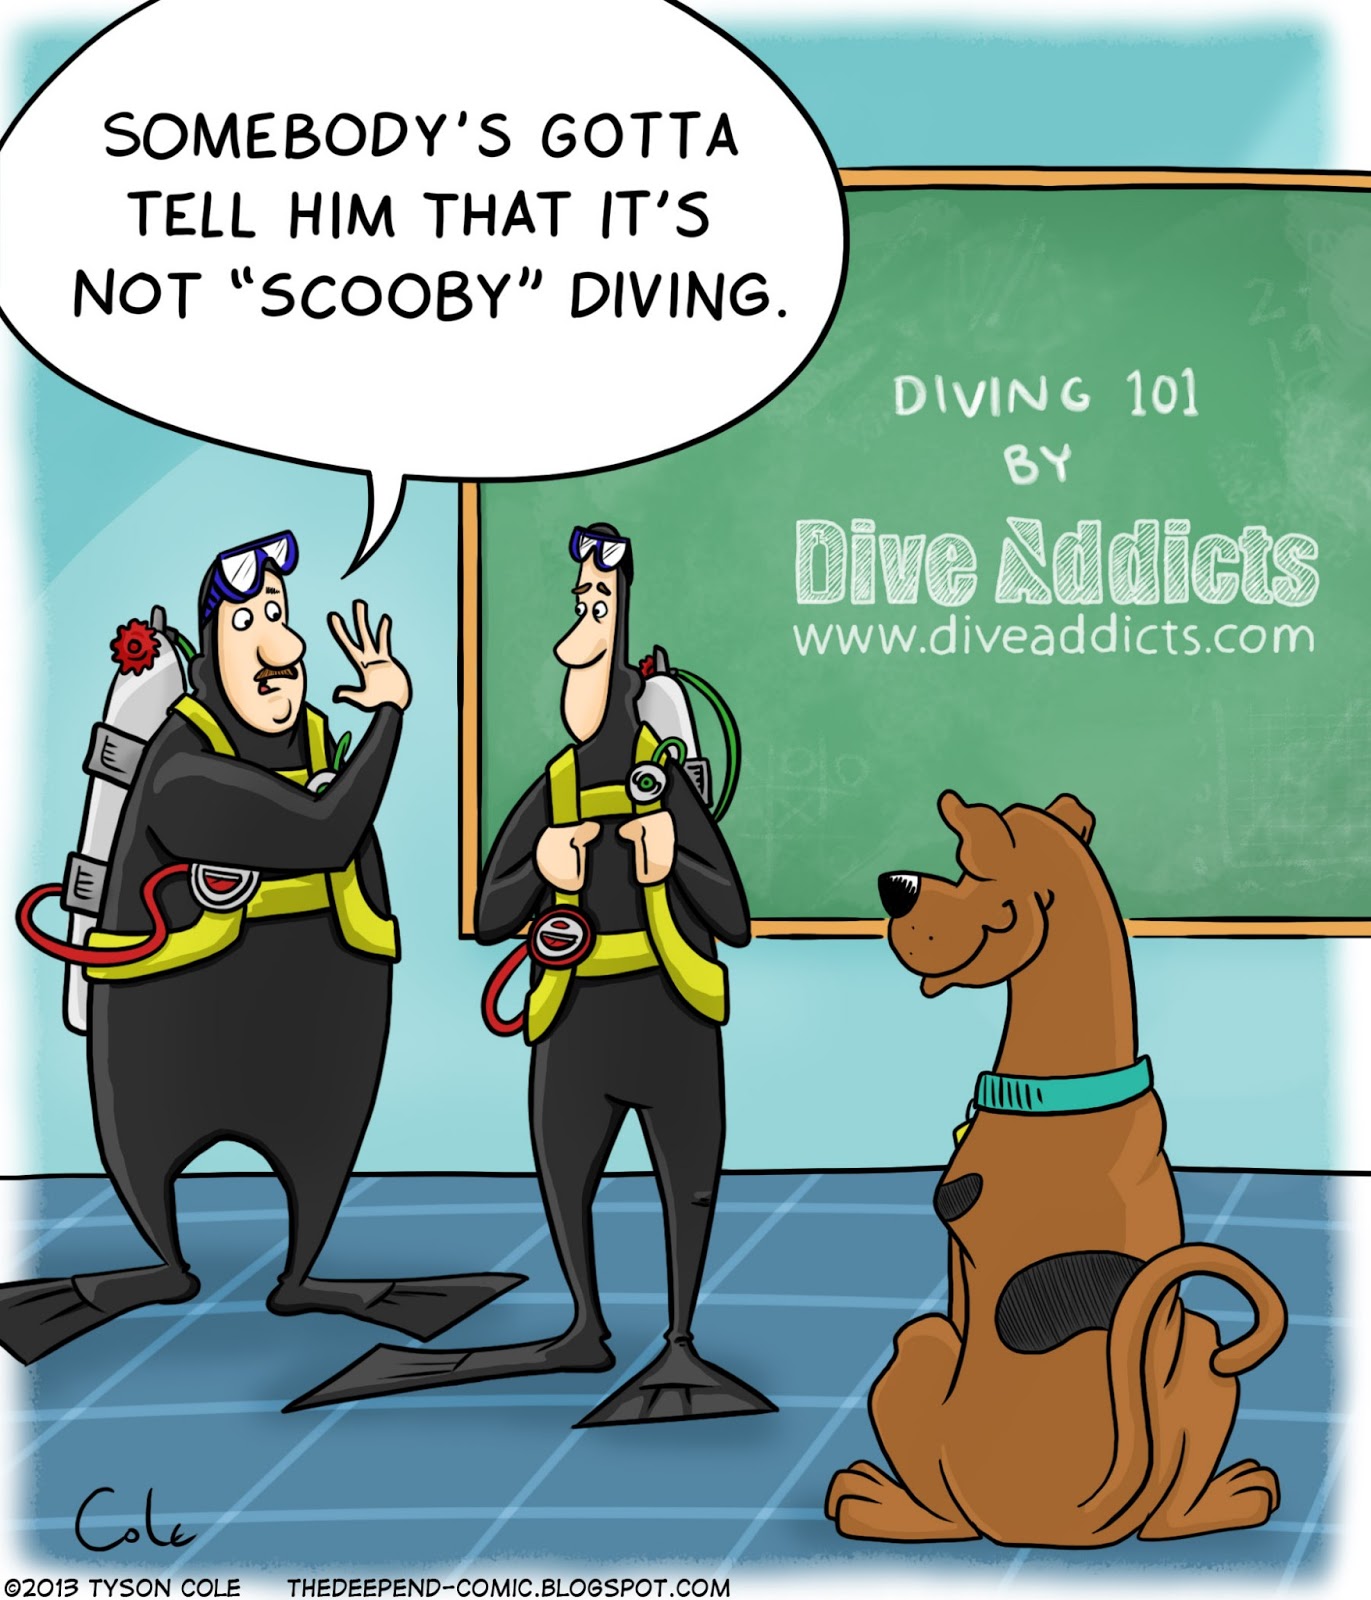 SOMEBODY'S GOTTA
TELL HIM THAT IT'S
NOT “SCOOBY” DIVING.
DIVING 101
BY
Dive Addicts
www.diveaddicts.com
Cole
©2013 TYSON COLE THEDEEPEND-COMIC.BLOGSPOT.COM